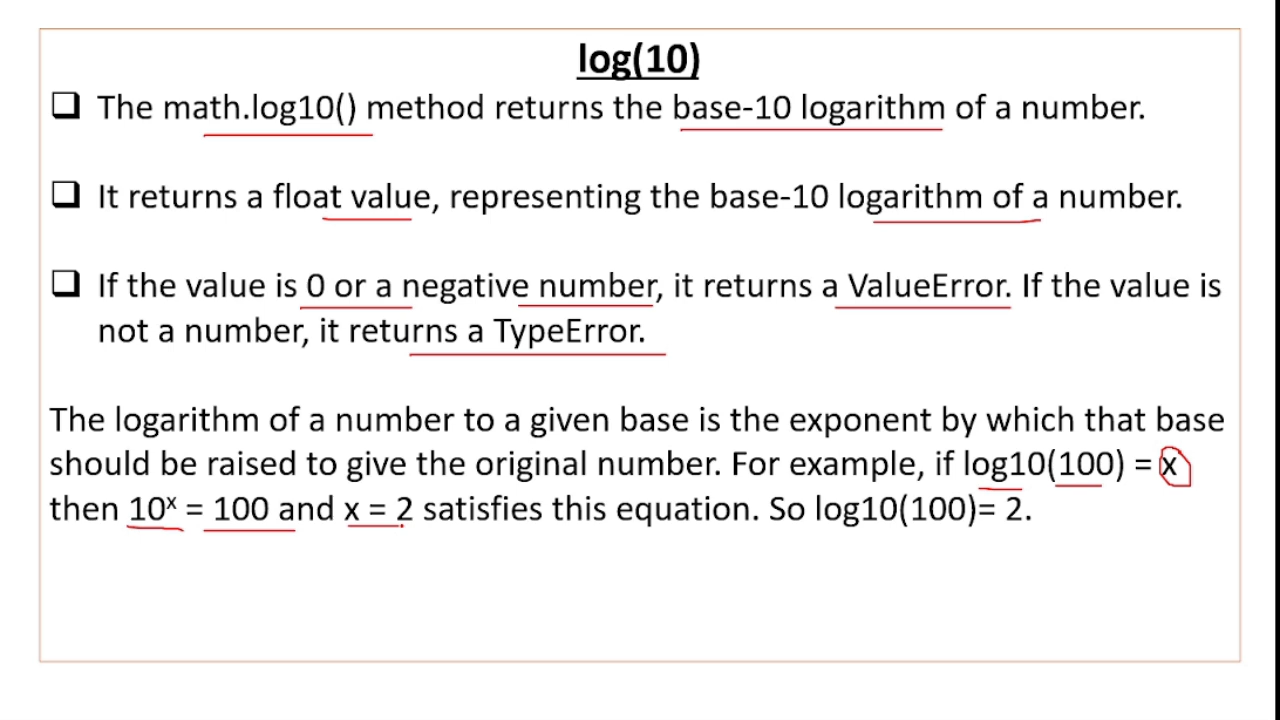 log(10)
❑ The math.log10() method returns the base-10 logarithm of a number.
❑ It returns a float value, representing the base-10 logarithm of a number.
❑ If the value is 0 or a negative number, it returns a ValueError. If the value is
not a number, it returns a TypeError.
The logarithm of a number to a given base is the exponent by which that base
should be raised to give the original number. For example, if log10(100) = x
then 10ˣ = 100 and x = 2 satisfies this equation. So log10(100)= 2.